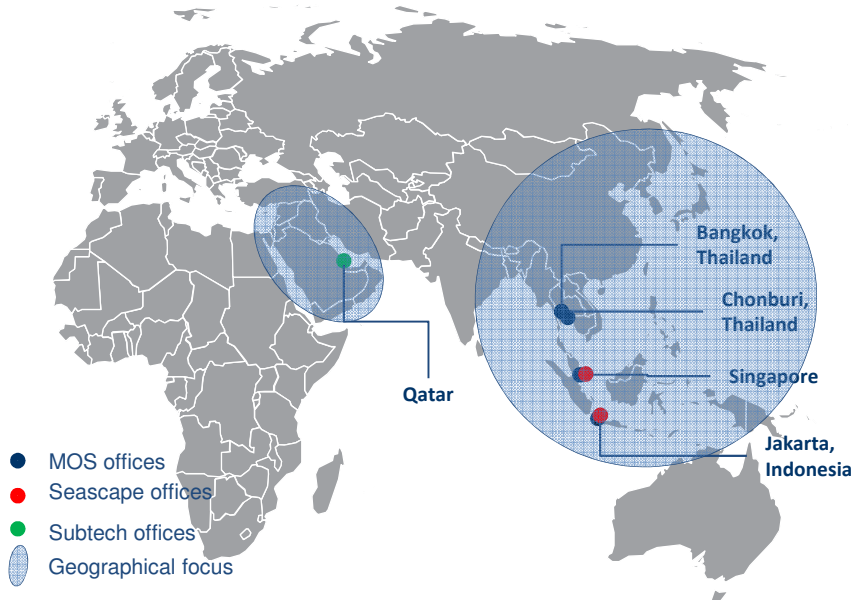 Bangkok,
Thailand
Chonburi,
Thailand
Singapore
Qatar
Jakarta,
Indonesia
MOS offices
Seascape offices
Subtech offices
Geographical focus